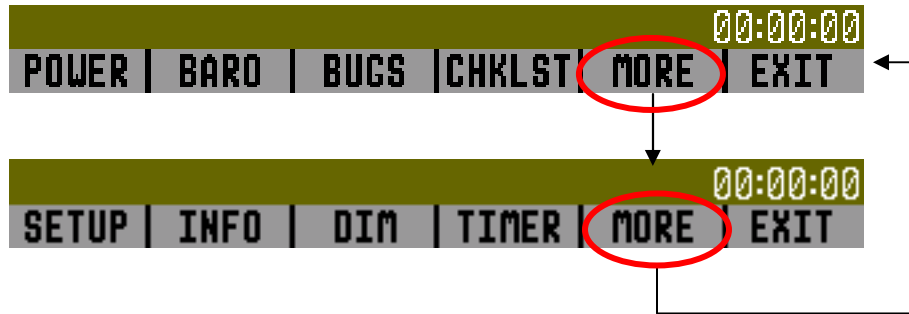 00:00:00
POWER | BARO | BUGS | CHKLST | MORE | EXIT
00:00:00
SETUP | INFO | DIM | TIMER | MORE | EXIT